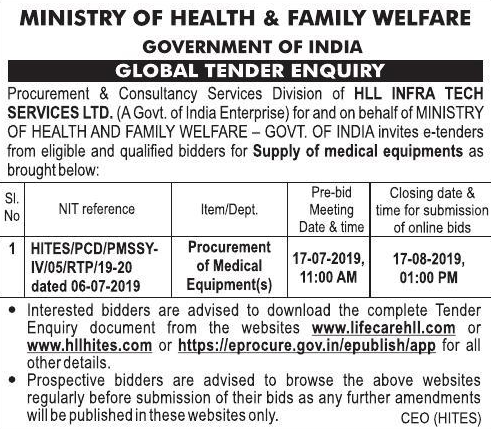 MINISTRY OF HEALTH & FAMILY WELFARE
GOVERNMENT OF INDIA
GLOBAL TENDER ENQUIRY
Procurement & Consultancy Services Division of HLL INFRA TECH
SERVICES LTD. (A Govt. of India Enterprise) for and on behalf of MINISTRY
OF HEALTH AND FAMILY WELFARE – GOVT. OF INDIA invites e-tenders
from eligible and qualified bidders for Supply of medical equipments as
brought below:
Sl. No
NIT reference
Item/Dept.
Pre-bid
Meeting
Date & time
Closing date &
time for submission
of online bids
1
HITES/PCD/PMSSY-
IV/05/RTP/19-20
dated 06-07-2019
Procurement
of Medical
Equipment(s)
17-07-2019,
11:00 AM
17-08-2019,
01:00 PM
• Interested bidders are advised to download the complete Tender
Enquiry document from the websites www.lifecarehll.com or
www.hllhites.com or https://eprocure.gov.in/epublish/app for all
other details.
• Prospective bidders are advised to browse the above websites
regularly before submission of their bids as any further amendments
will be published in these websites only.
CEO (HITES)